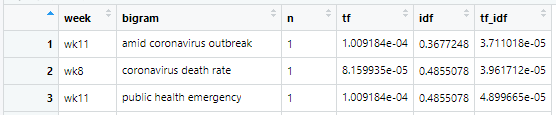 week bigram n tf idf tf_idf
1 wk11 amid coronavirus outbreak 1 1.009184e-04 0.3677248 3.711018e-05
2 wk8 coronavirus death rate 1 8.159935e-05 0.4855078 3.961712e-05
3 wk11 public health emergency 1 1.009184e-04 0.4855078 4.899665e-05